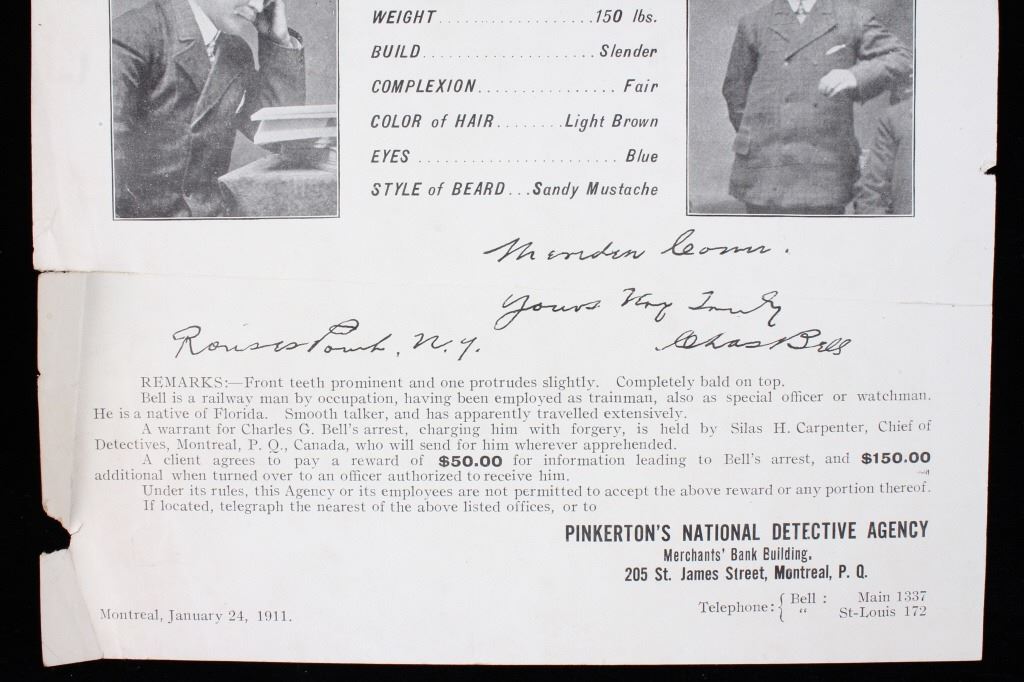 WEIGHT..................150 lbs.
BUILD.....................Slender
COMPLEXION................Fair
COLOR of HAIR........Light Brown
EYES........................Blue
STYLE of BEARD...Sandy Mustache
Meriden Conn.
Yours Very Truly
Rouses Point, N.Y.
Chas Bell
REMARKS:—Front teeth prominent and one protrudes slightly. Completely bald on top.
Bell is a railway man by occupation, having been employed as trainman, also as special officer or watchman.
He is a native of Florida. Smooth talker, and has apparently travelled extensively.
A warrant for Charles G. Bell's arrest, charging him with forgery, is held by Silas H. Carpenter, Chief of
Detectives, Montreal, P. Q., Canada, who will send for him wherever apprehended.
A client agrees to pay a reward of $50.00 for information leading to Bell's arrest, and $150.00
additional when turned over to an officer authorized to receive him.
Under its rules, this Agency or its employees are not permitted to accept the above reward or any portion thereof.
If located, telegraph the nearest of the above listed offices, or to
PINKERTON'S NATIONAL DETECTIVE AGENCY
Merchants' Bank Building,
205 St. James Street, Montreal, P. Q.
Telephone: { Bell : Main 1337
" St-Louis 172
Montreal, January 24, 1911.